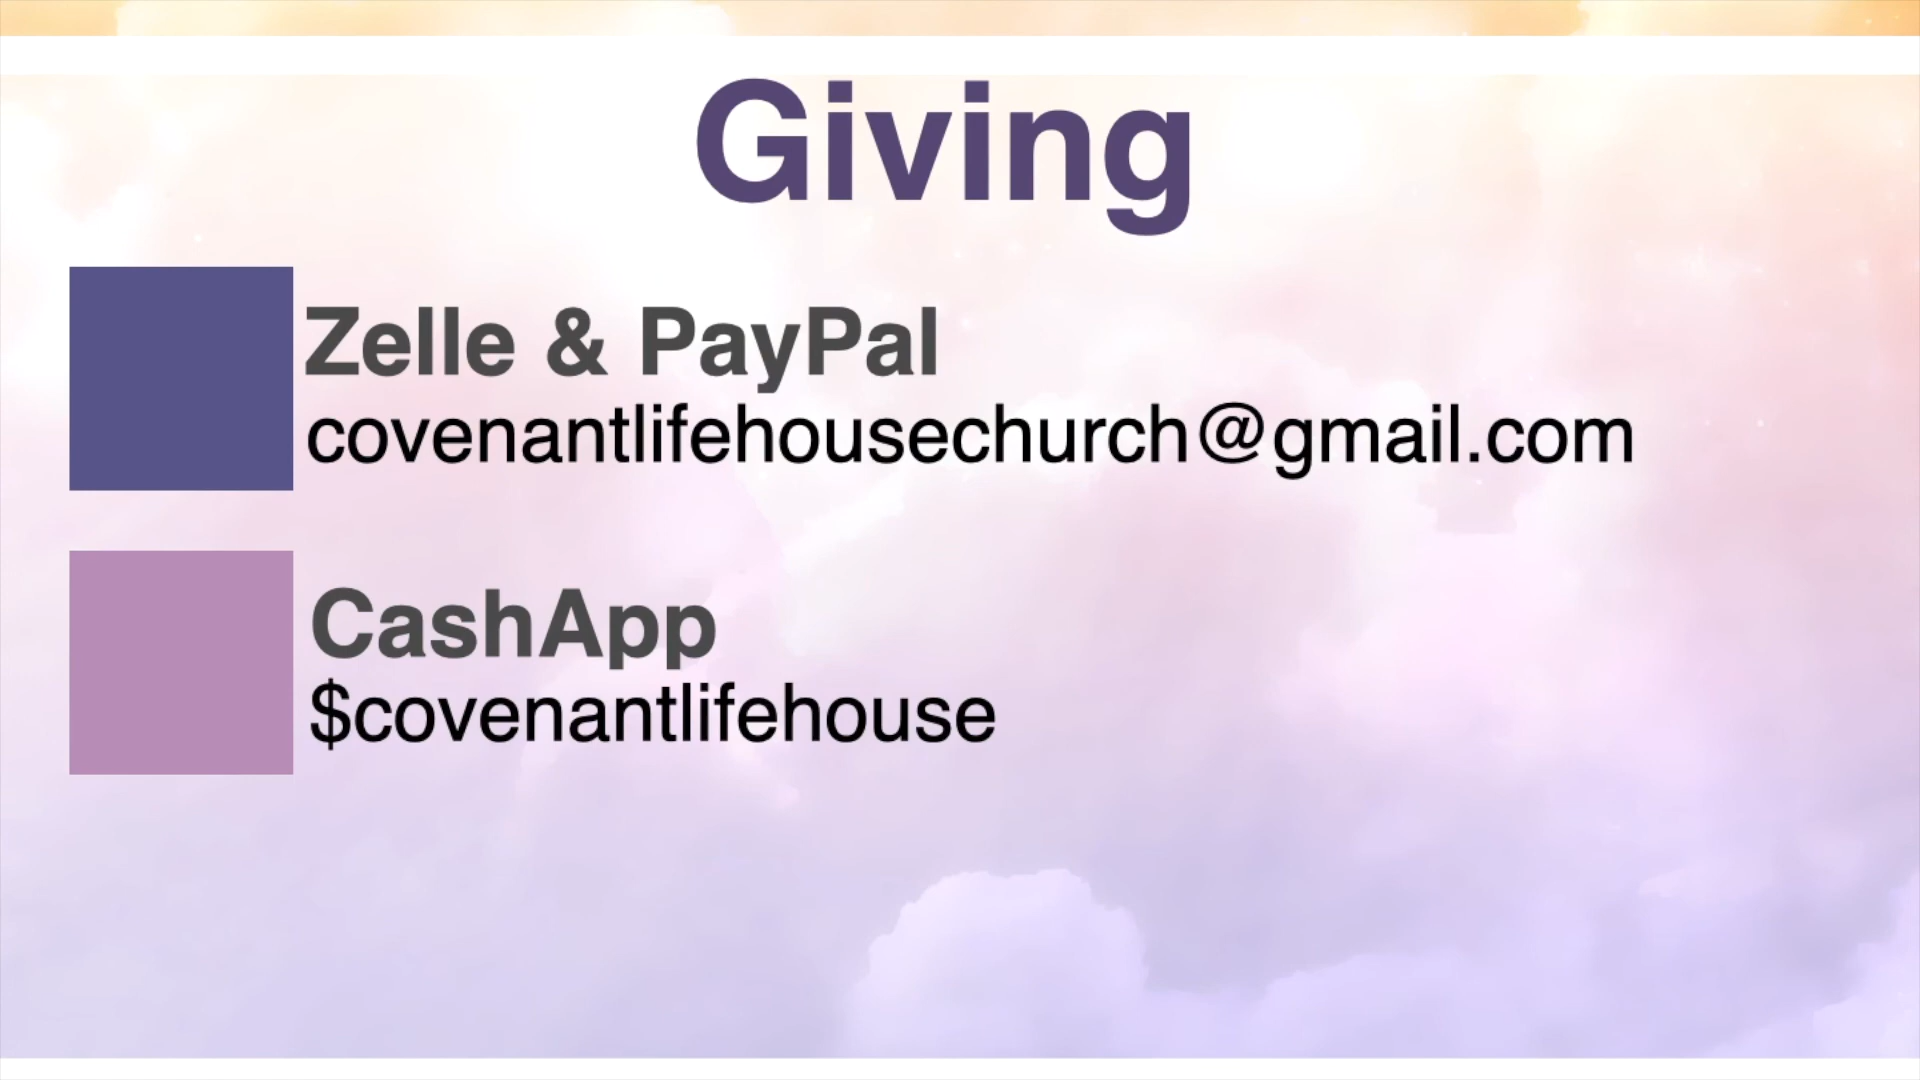 Giving
Zelle & PayPal
covenantlifehousechurch@gmail.com
CashApp
$covenantlifehouse